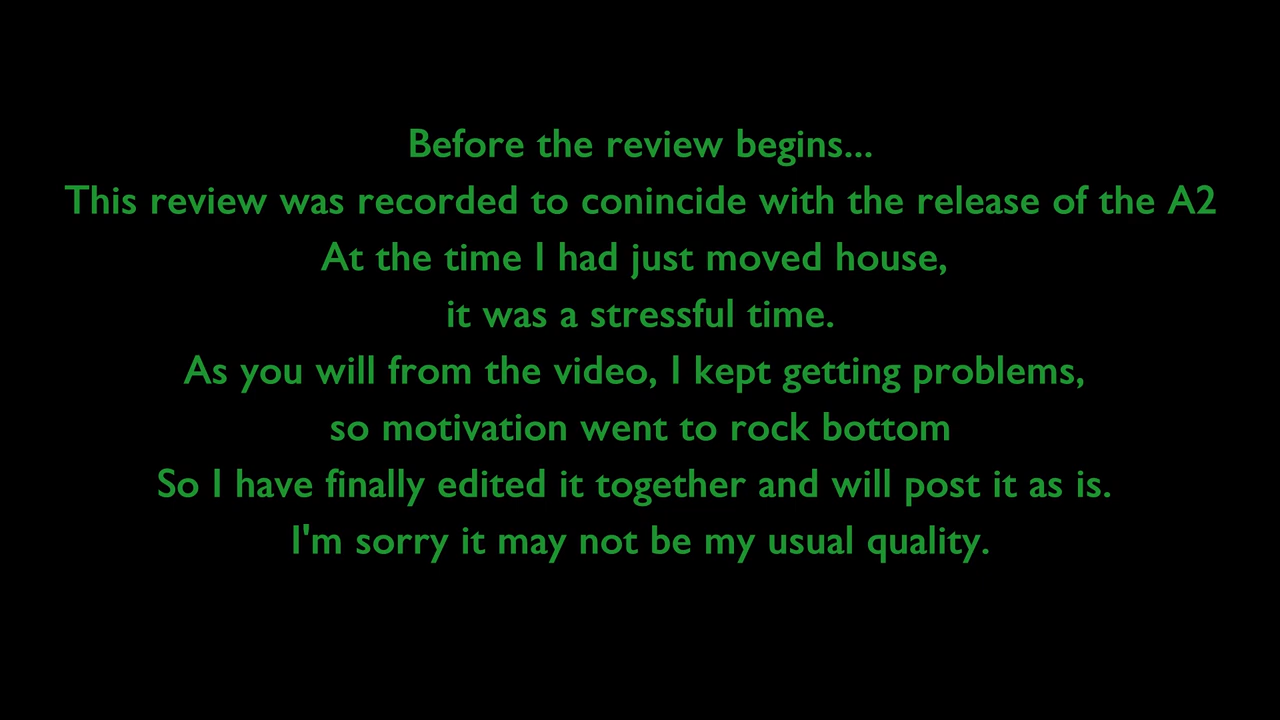 Before the review begins...
This review was recorded to conincide with the release of the A2
At the time I had just moved house,
it was a stressful time.
As you will from the video, I kept getting problems,
so motivation went to rock bottom
So I have finally edited it together and will post it as is.
I'm sorry it may not be my usual quality.